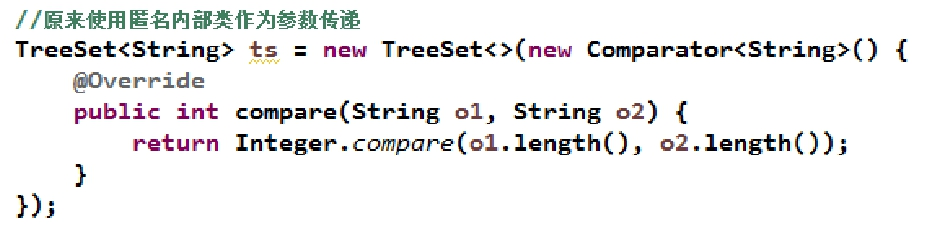 //原来使用匿名内部类作为参数传递
TreeSet<String> ts = new TreeSet<>(new Comparator<String>() {
    @Override
    public int compare(String o1, String o2) {
        return Integer.compare(o1.length(), o2.length());
    }
});